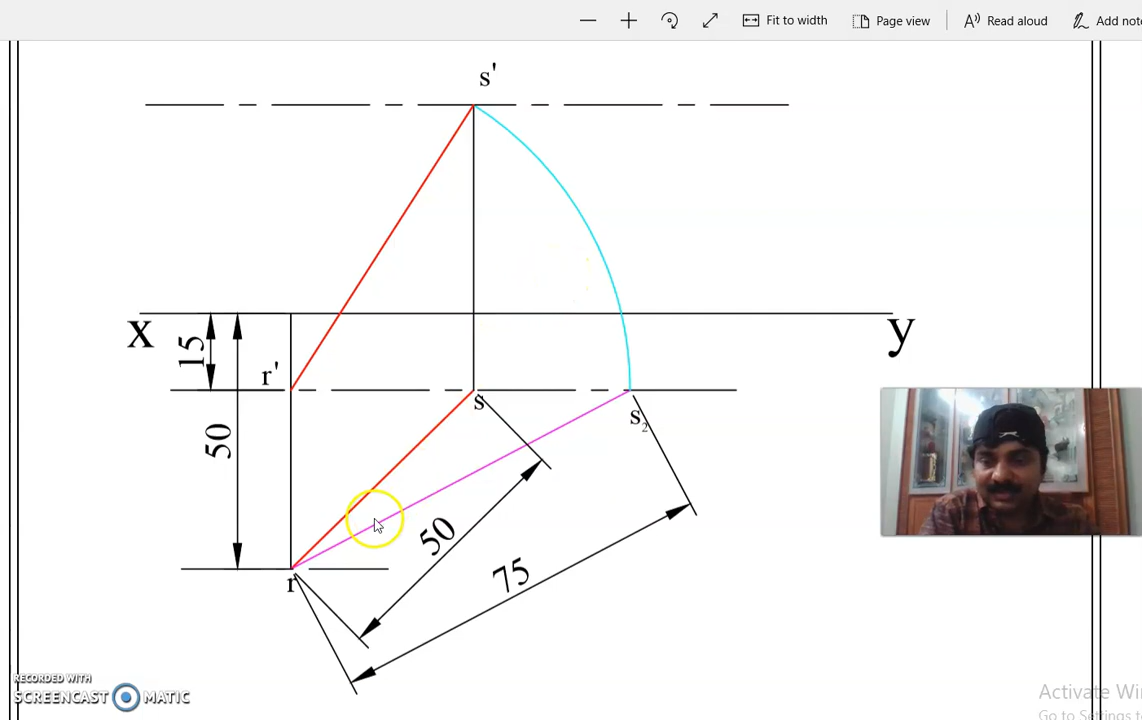 Fit to width
Page view
Read aloud
s'
x
y
15
r'
s
s₂
50
50
75
r
RECORDED WITH
SCREENCAST MATIC
Activate Wi
Go to Settings t
Add not